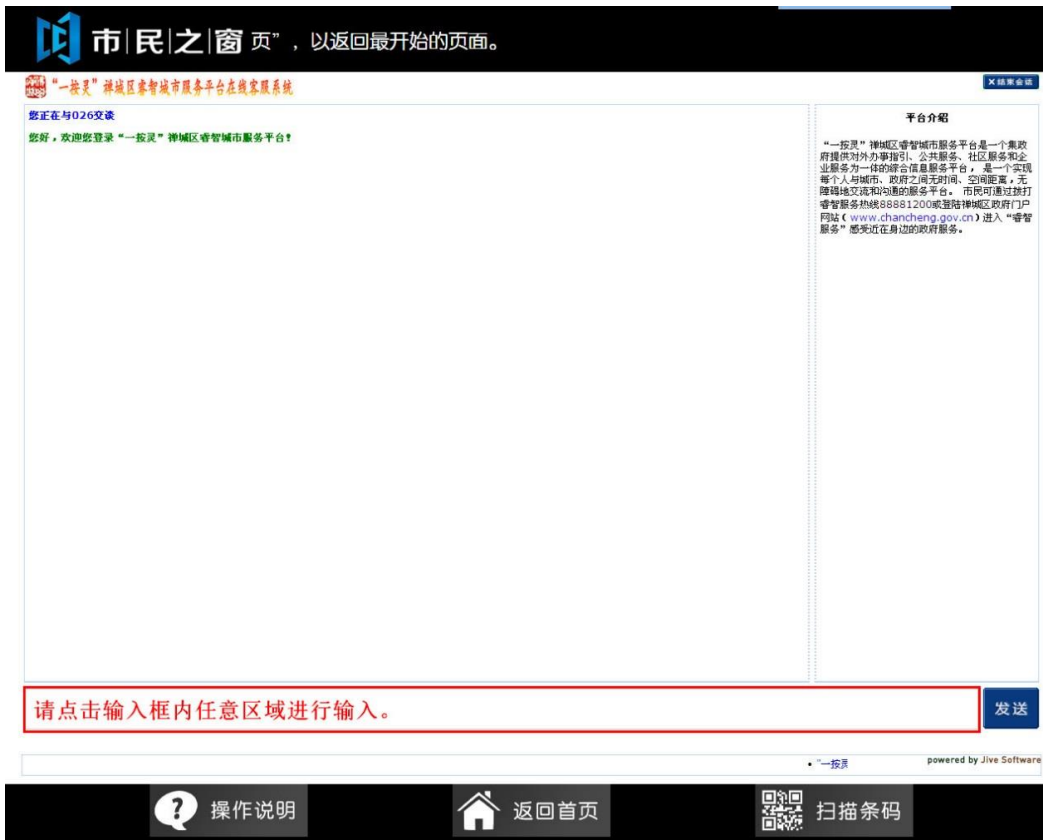 市|民|之|窗 页”，以返回最开始的页面。
“一按灵”禅城区睿智城市服务平台在线客服系统
X 结束会话
您正在与026交谈
您好，欢迎您登录“一按灵”禅城区睿智城市服务平台！
平台介绍
“一按灵”禅城区睿智城市服务平台是一个集政
府提供对外办事指引、公共服务、社区服务和企
业服务为一体的综合信息服务平台， 是一个实现
每个人与城市、政府之间无时间、空间距离，无
障碍地交流和沟通的服务平台。 市民可通过拨打
睿智服务热线88881200或登陆禅城区政府门户
网站（www.chancheng.gov.cn）进入“睿智
服务”感受近在身边的政府服务。
请点击输入框内任意区域进行输入。
发送
• “一按灵
powered by Jive Software
? 操作说明
返回首页
扫描条码